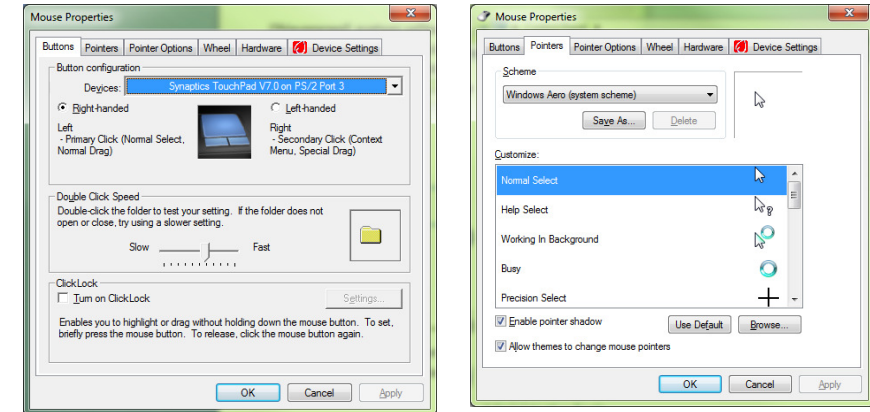 Mouse Properties
Buttons Pointers Pointer Options Wheel Hardware Device Settings
Button configuration
Devices: Synaptics TouchPad V7.0 on PS/2 Port 3
Right-handed Left-handed
Left
- Primary Click (Normal Select,
Normal Drag)
Right
- Secondary Click (Context
Menu, Special Drag)
Double Click Speed
Double-click the folder to test your setting. If the folder does not
open or close, try using a slower setting.
Slow Fast
ClickLock
Turn on ClickLock Settings...
Enables you to highlight or drag without holding down the mouse button. To set,
briefly press the mouse button. To release, click the mouse button again.
OK Cancel Apply
Mouse Properties
Buttons Pointers Pointer Options Wheel Hardware Device Settings
Scheme
Windows Aero (system scheme)
Save As... Delete
Customize:
Normal Select
Help Select
Working In Background
Busy
Precision Select
Enable pointer shadow Use Default Browse...
Allow themes to change mouse pointers
OK Cancel Apply